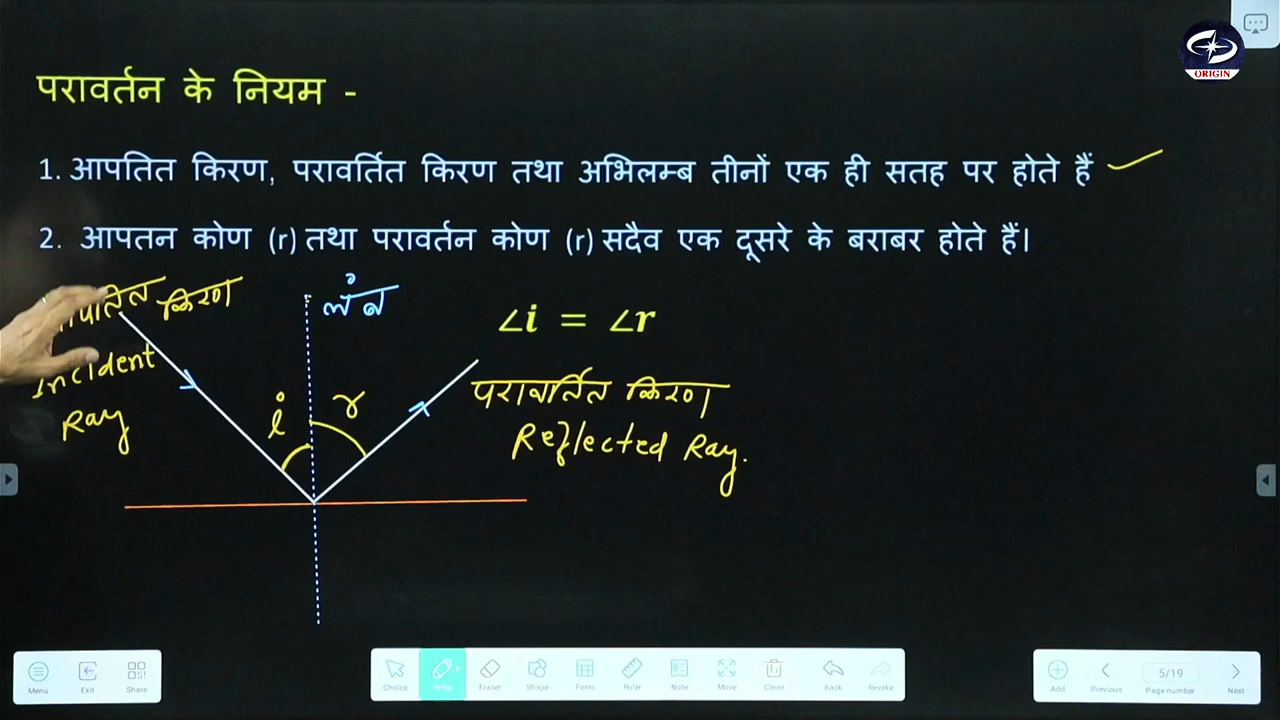 ORIGIN
परावर्तन के नियम -
1. आपतित किरण, परावर्तित किरण तथा अभिलम्ब तीनों एक ही सतह पर होते हैं
2. आपतन कोण (r) तथा परावर्तन कोण (r) सदैव एक दूसरे के बराबर होते हैं।
किरण
लंब
∠i = ∠r
Incident
Ray
i
r
परावर्तित किरण
Reflected Ray.
Menu Exit Share
Choice Write Eraser Shape Form Ruler Note Move Clean back Revoke
Add Previous 5/19 Page number Next